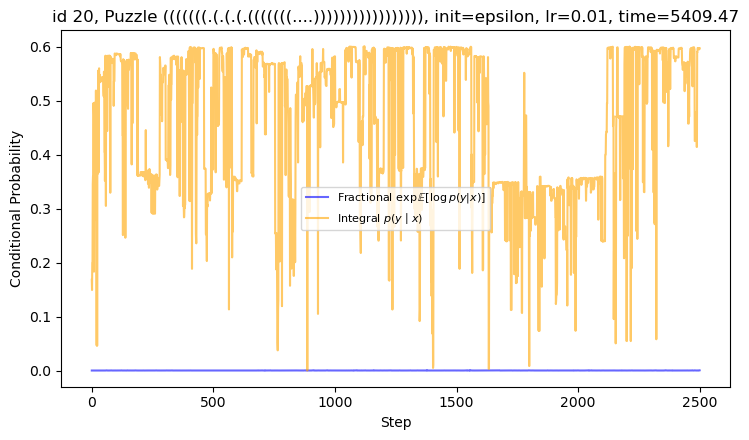 id 20, Puzzle (((((((.(.(.(.(((((((....))))))))))))))))), init=epsilon, lr=0.01, time=5409.47
Conditional Probability
0.6
0.5
0.4
0.3
0.2
0.1
0.0
Fractional exp𝔼[log p(y|x)]
Integral p(y | x)
0 500 1000 1500 2000 2500
Step